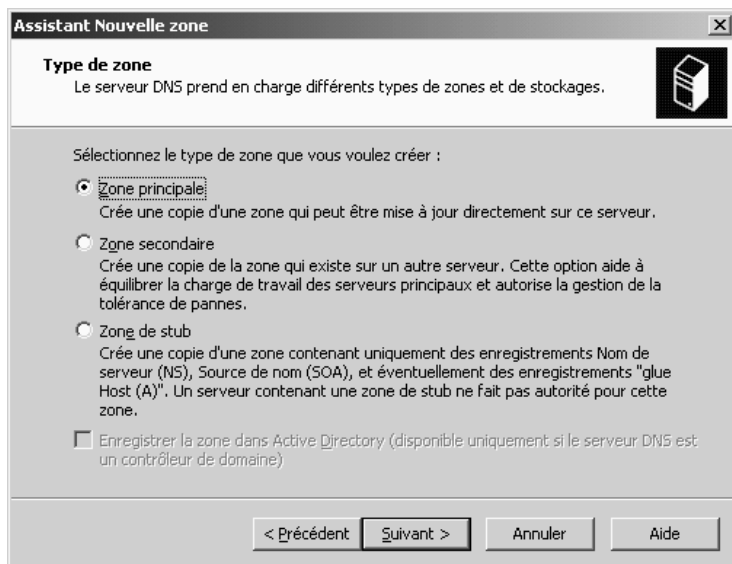 Assistant Nouvelle zone
Type de zone
Le serveur DNS prend en charge différents types de zones et de stockages.
Sélectionnez le type de zone que vous voulez créer :
Zone principale
Crée une copie d'une zone qui peut être mise à jour directement sur ce serveur.
Zone secondaire
Crée une copie de la zone qui existe sur un autre serveur. Cette option aide à
équilibrer la charge de travail des serveurs principaux et autorise la gestion de la
tolérance de pannes.
Zone de stub
Crée une copie d'une zone contenant uniquement des enregistrements Nom de
serveur (NS), Source de nom (SOA), et éventuellement des enregistrements "glue
Host (A)". Un serveur contenant une zone de stub ne fait pas autorité pour cette
zone.
Enregistrer la zone dans Active Directory (disponible uniquement si le serveur DNS est
un contrôleur de domaine)
< Précédent Suivant > Annuler Aide